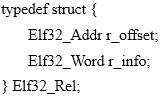 typedef struct {
    Elf32_Addr r_offset;
    Elf32_Word r_info;
} Elf32_Rel;